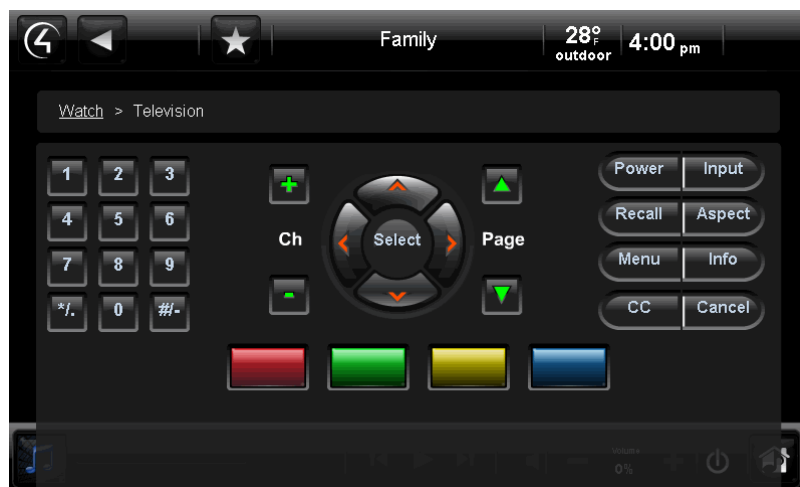 4 Family 28°F outdoor 4:00 pm
Watch > Television
1 2 3
4 5 6
7 8 9
*/. 0 #/-
Ch
Select
Page
Power Input
Recall Aspect
Menu Info
CC Cancel
Volume
0%